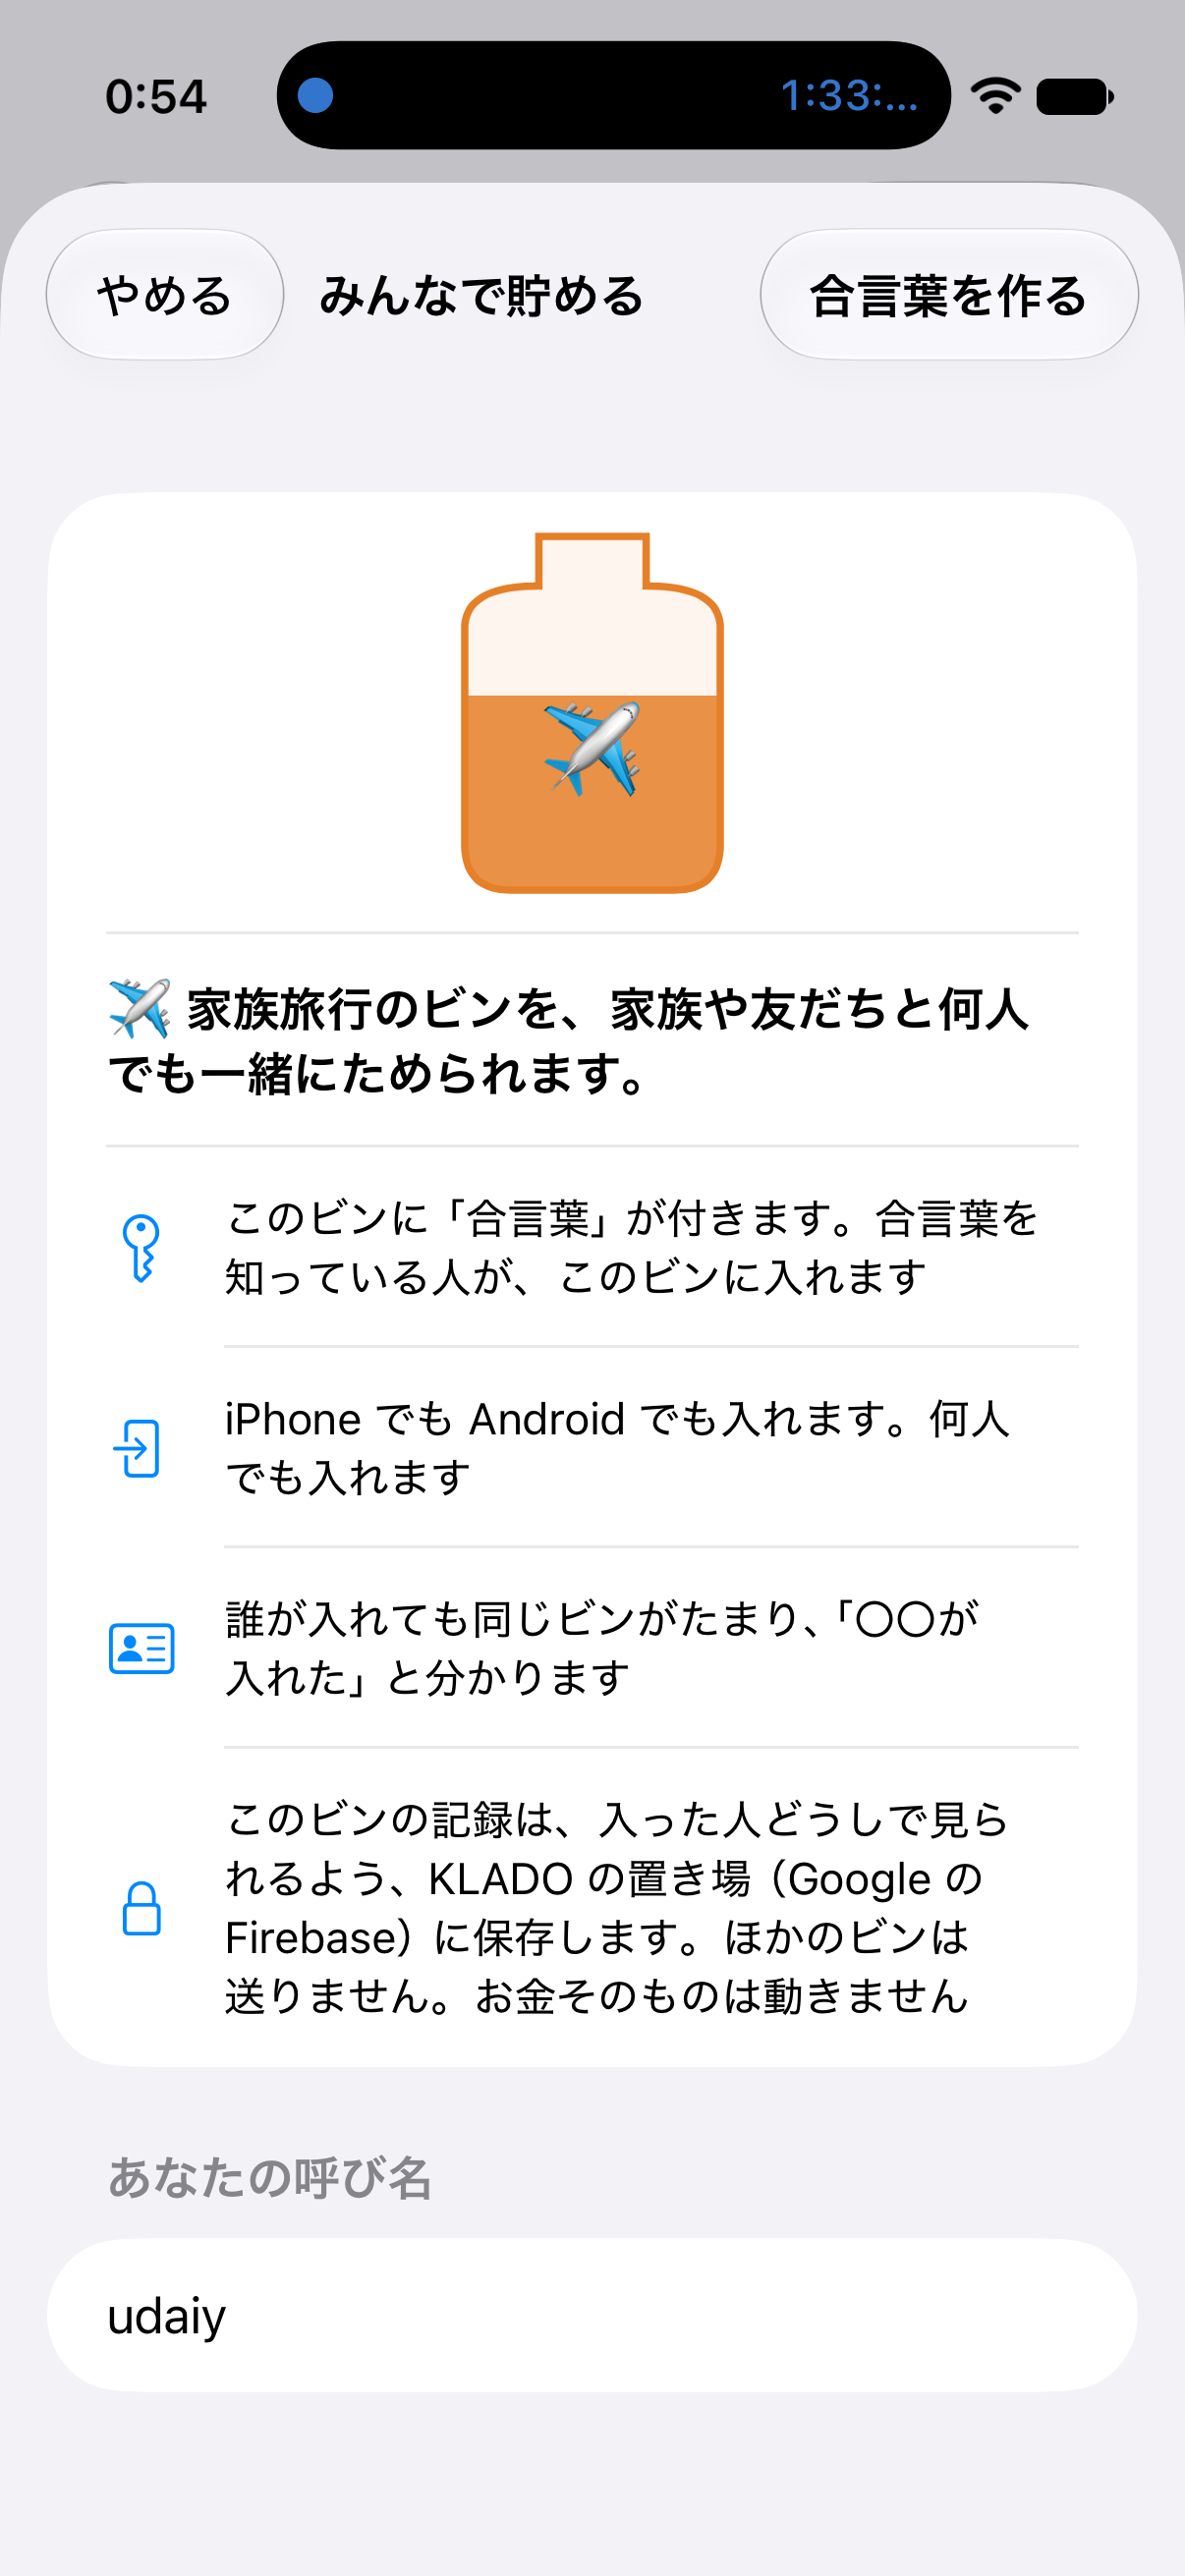 0:54
1:33:...
やめる
みんなで貯める
合言葉を作る
✈️ 家族旅行のビンを、家族や友だちと何人
でも一緒にためられます。
このビンに「合言葉」が付きます。合言葉を
知っている人が、このビンに入れます
iPhone でも Android でも入れます。何人
でも入れます
誰が入れても同じビンがたまり、「〇〇が
入れた」と分かります
このビンの記録は、入った人どうしで見ら
れるよう、KLADO の置き場（Google の
Firebase）に保存します。ほかのビンは
送りません。お金そのものは動きません
あなたの呼び名
udaiy